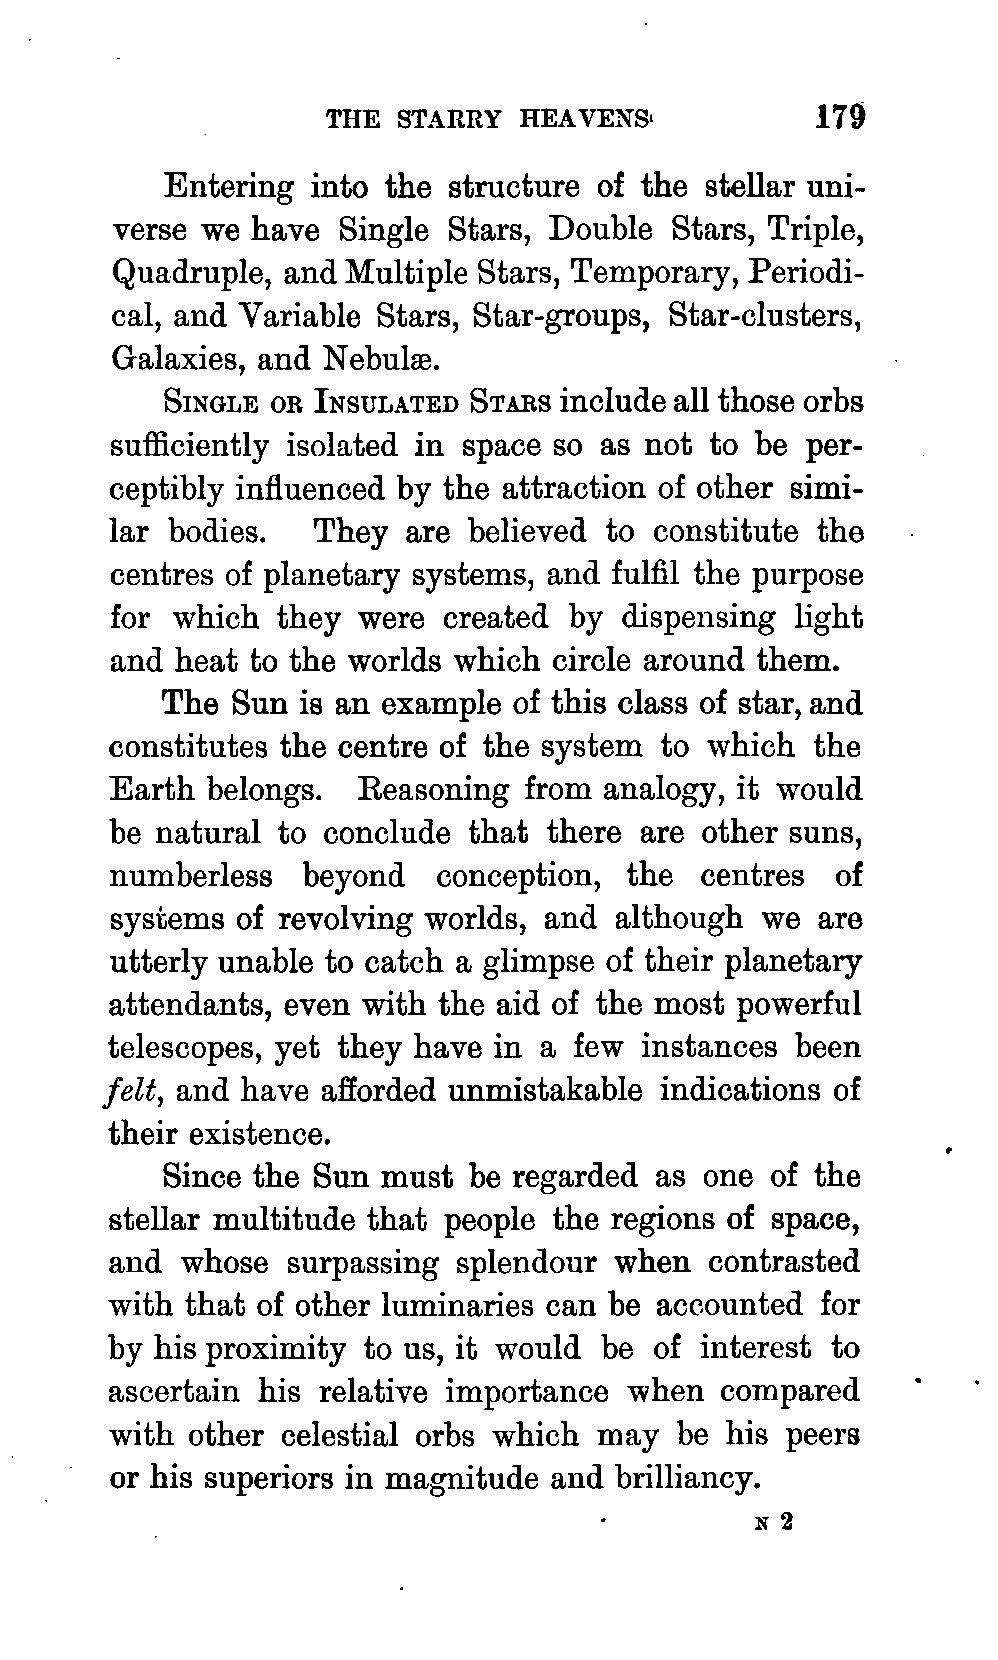 THE STARRY HEAVENS 179
Entering into the structure of the stellar uni-
verse we have Single Stars, Double Stars, Triple,
Quadruple, and Multiple Stars, Temporary, Periodi-
cal, and Variable Stars, Star-groups, Star-clusters,
Galaxies, and Nebulæ.
SINGLE OR INSULATED STARS include all those orbs
sufficiently isolated in space so as not to be per-
ceptibly influenced by the attraction of other simi-
lar bodies. They are believed to constitute the
centres of planetary systems, and fulfil the purpose
for which they were created by dispensing light
and heat to the worlds which circle around them.
The Sun is an example of this class of star, and
constitutes the centre of the system to which the
Earth belongs. Reasoning from analogy, it would
be natural to conclude that there are other suns,
numberless beyond conception, the centres of
systems of revolving worlds, and although we are
utterly unable to catch a glimpse of their planetary
attendants, even with the aid of the most powerful
telescopes, yet they have in a few instances been
felt, and have afforded unmistakable indications of
their existence.
Since the Sun must be regarded as one of the
stellar multitude that people the regions of space,
and whose surpassing splendour when contrasted
with that of other luminaries can be accounted for
by his proximity to us, it would be of interest to
ascertain his relative importance when compared
with other celestial orbs which may be his peers
or his superiors in magnitude and brilliancy.
N 2